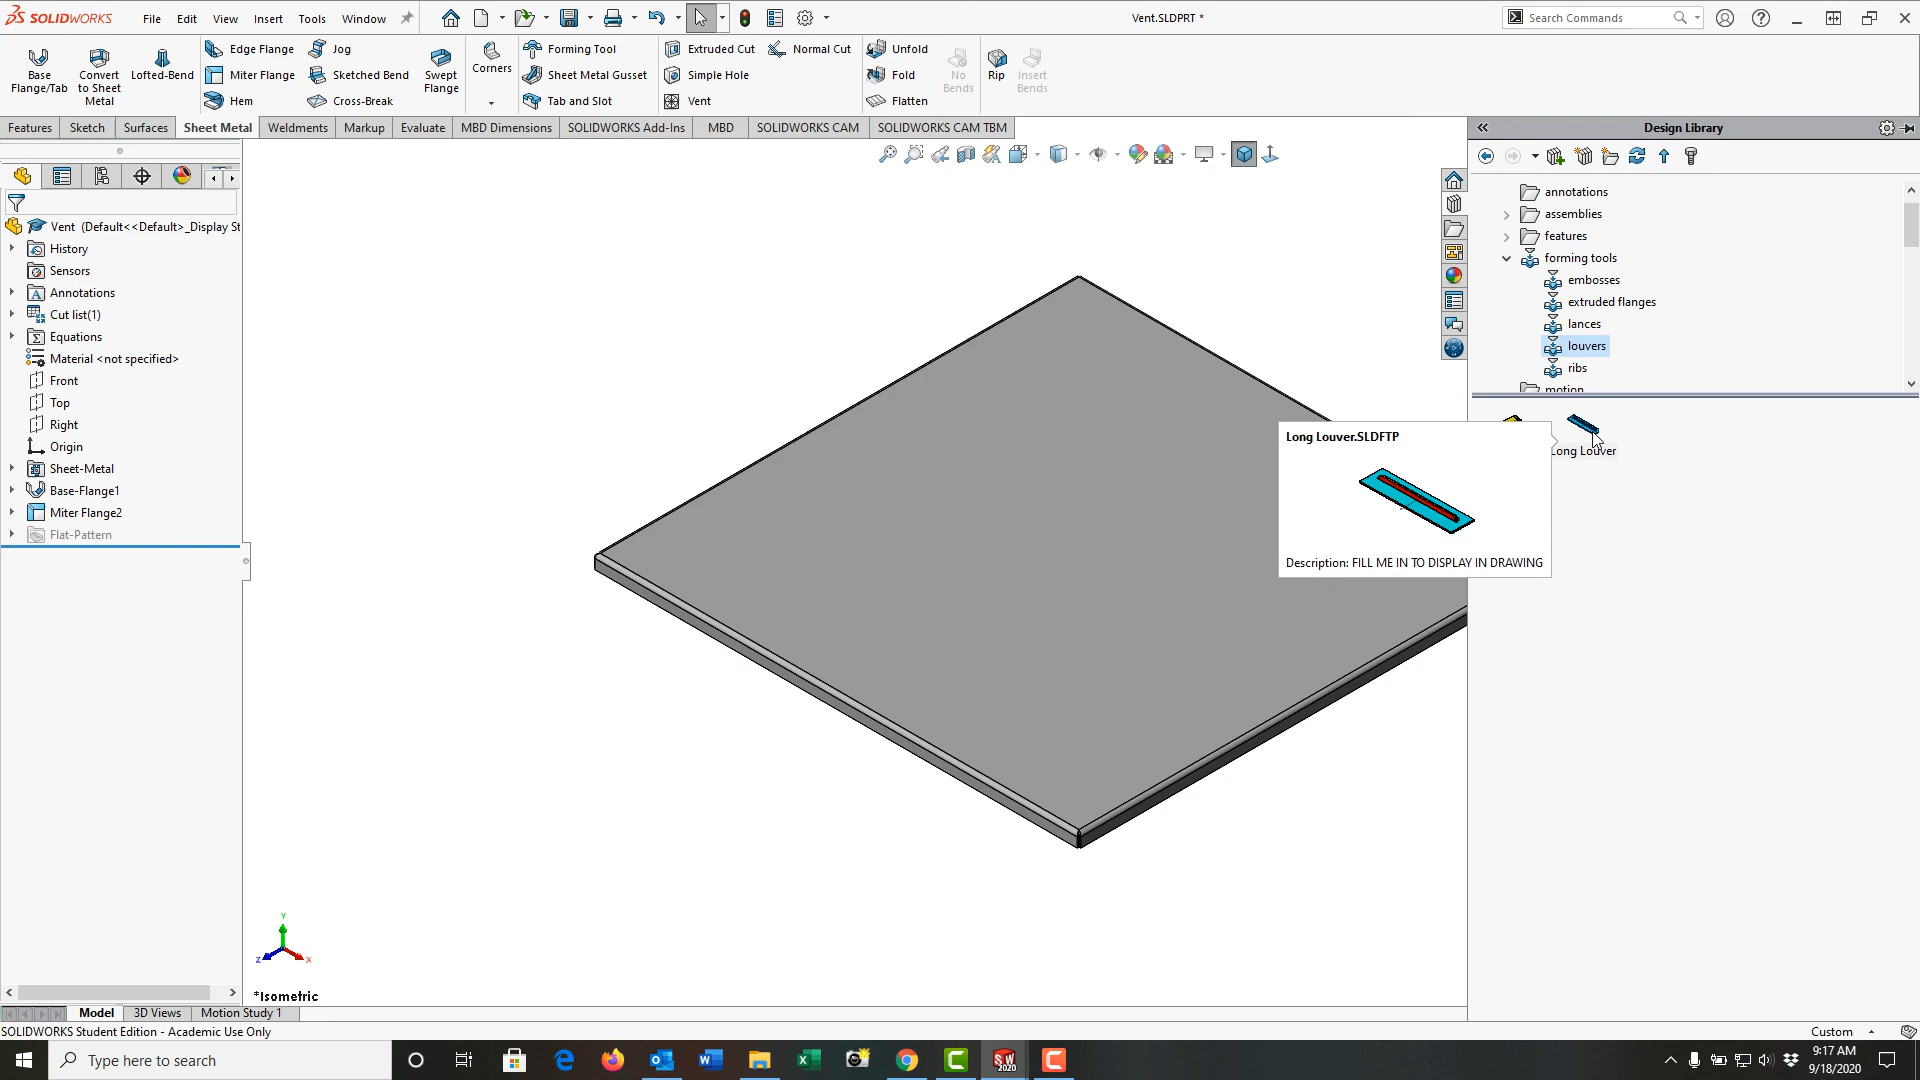 SOLIDWORKS File Edit View Insert Tools Window Vent.SLDPRT * Search Commands
Base Flange/Tab
Convert to Sheet Metal
Lofted-Bend
Edge Flange
Miter Flange
Hem
Jog
Sketched Bend
Cross-Break
Swept Flange
Corners
Forming Tool
Sheet Metal Gusset
Tab and Slot
Extruded Cut
Simple Hole
Vent
Normal Cut
Unfold
Fold
Flatten
No Bends
Rip
Insert Bends
Features Sketch Surfaces Sheet Metal Weldments Markup Evaluate MBD Dimensions SOLIDWORKS Add-Ins MBD SOLIDWORKS CAM SOLIDWORKS CAM TBM
Vent (Default<<Default>_Display St
History
Sensors
Annotations
Cut list(1)
Equations
Material <not specified>
Front
Top
Right
Origin
Sheet-Metal
Base-Flange1
Miter Flange2
Flat-Pattern
Design Library
annotations
assemblies
features
forming tools
embosses
extruded flanges
lances
louvers
ribs
motion
Long Louver
Long Louver.SLDFTP
Description: FILL ME IN TO DISPLAY IN DRAWING
Y
Z
X
*Isometric
Model 3D Views Motion Study 1
SOLIDWORKS Student Edition - Academic Use Only
Custom
Type here to search
SW 2020
9:17 AM
9/18/2020